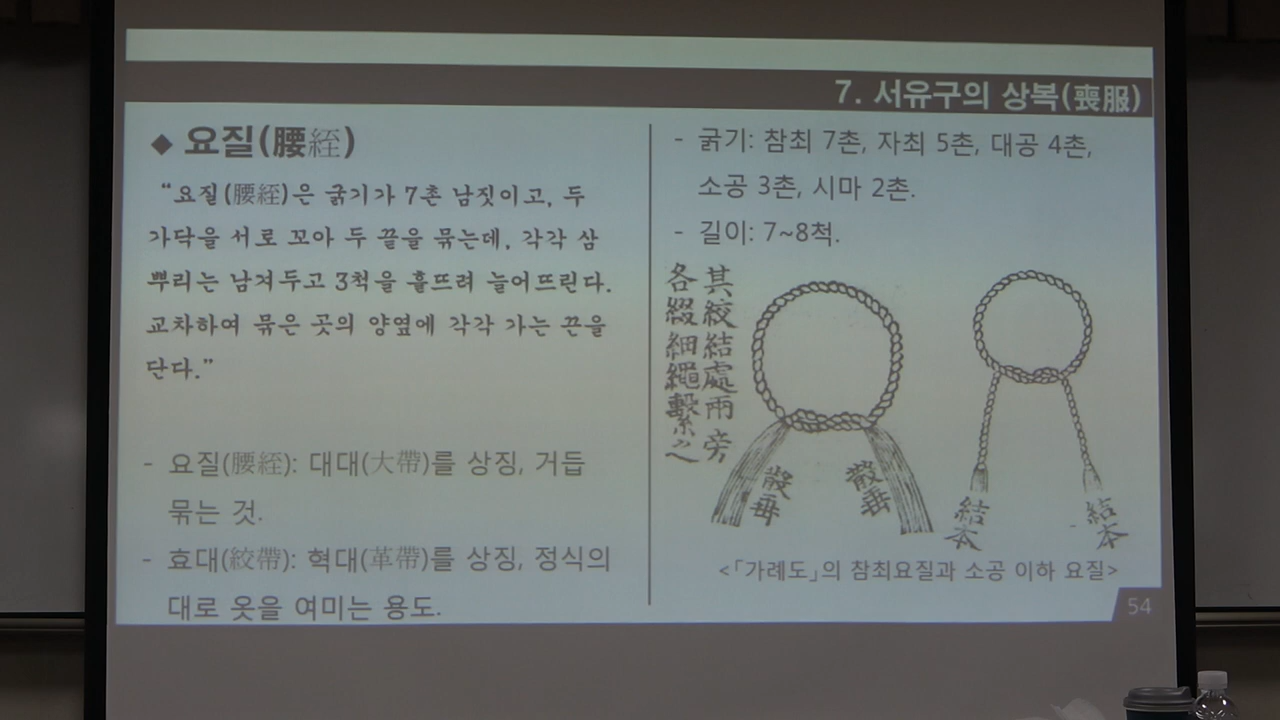 7. 서유구의 상복(喪服)
◆ 요질(腰絰)
“요질(腰絰)은 굵기가 7촌 남짓이고, 두
가닥을 서로 꼬아 두 끝을 묶는데, 각각 삼
뿌리는 남겨두고 3척을 흘뜨려 늘어뜨린다.
교차하여 묶은 곳의 양옆에 각각 가는 끈을
단다.”
- 요질(腰絰): 대대(大帶)를 상징, 거듭
묶는 것.
- 효대(絞帶): 혁대(革帶)를 상징, 정식의
대로 옷을 여미는 용도.
- 굵기: 참최 7촌, 자최 5촌, 대공 4촌,
소공 3촌, 시마 2촌.
- 길이: 7~8척.
其絞結處兩旁
各綴細繩繫之
散垂
散垂
結本
結本
<「가례도」의 참최요질과 소공 이하 요질>
54